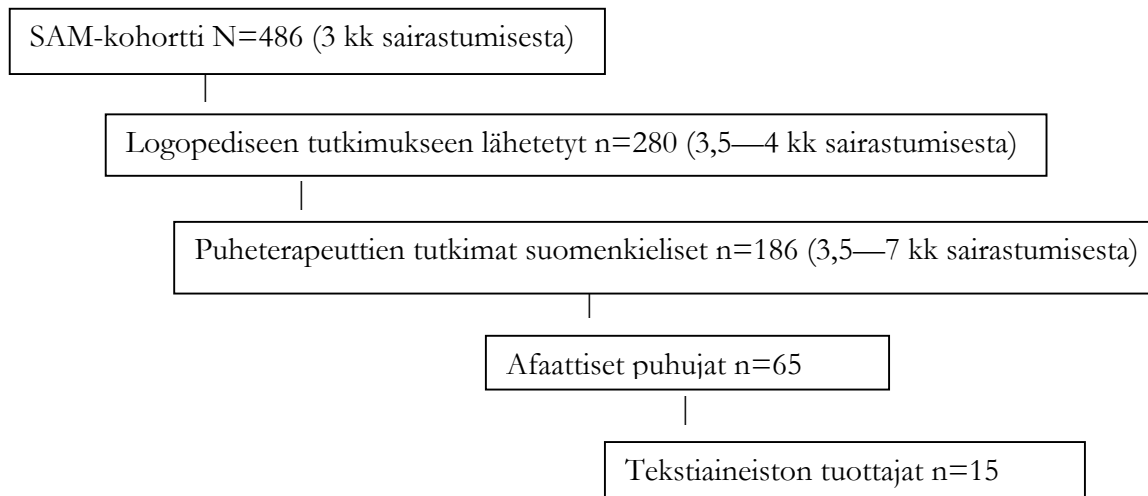 SAM-kohortti N=486 (3 kk sairastumisesta)
Logopediseen tutkimukseen lähetetyt n=280 (3,5—4 kk sairastumisesta)
Puheterapeuttien tutkimat suomenkieliset n=186 (3,5—7 kk sairastumisesta)
Afaattiset puhujat n=65
Tekstiaineiston tuottajat n=15